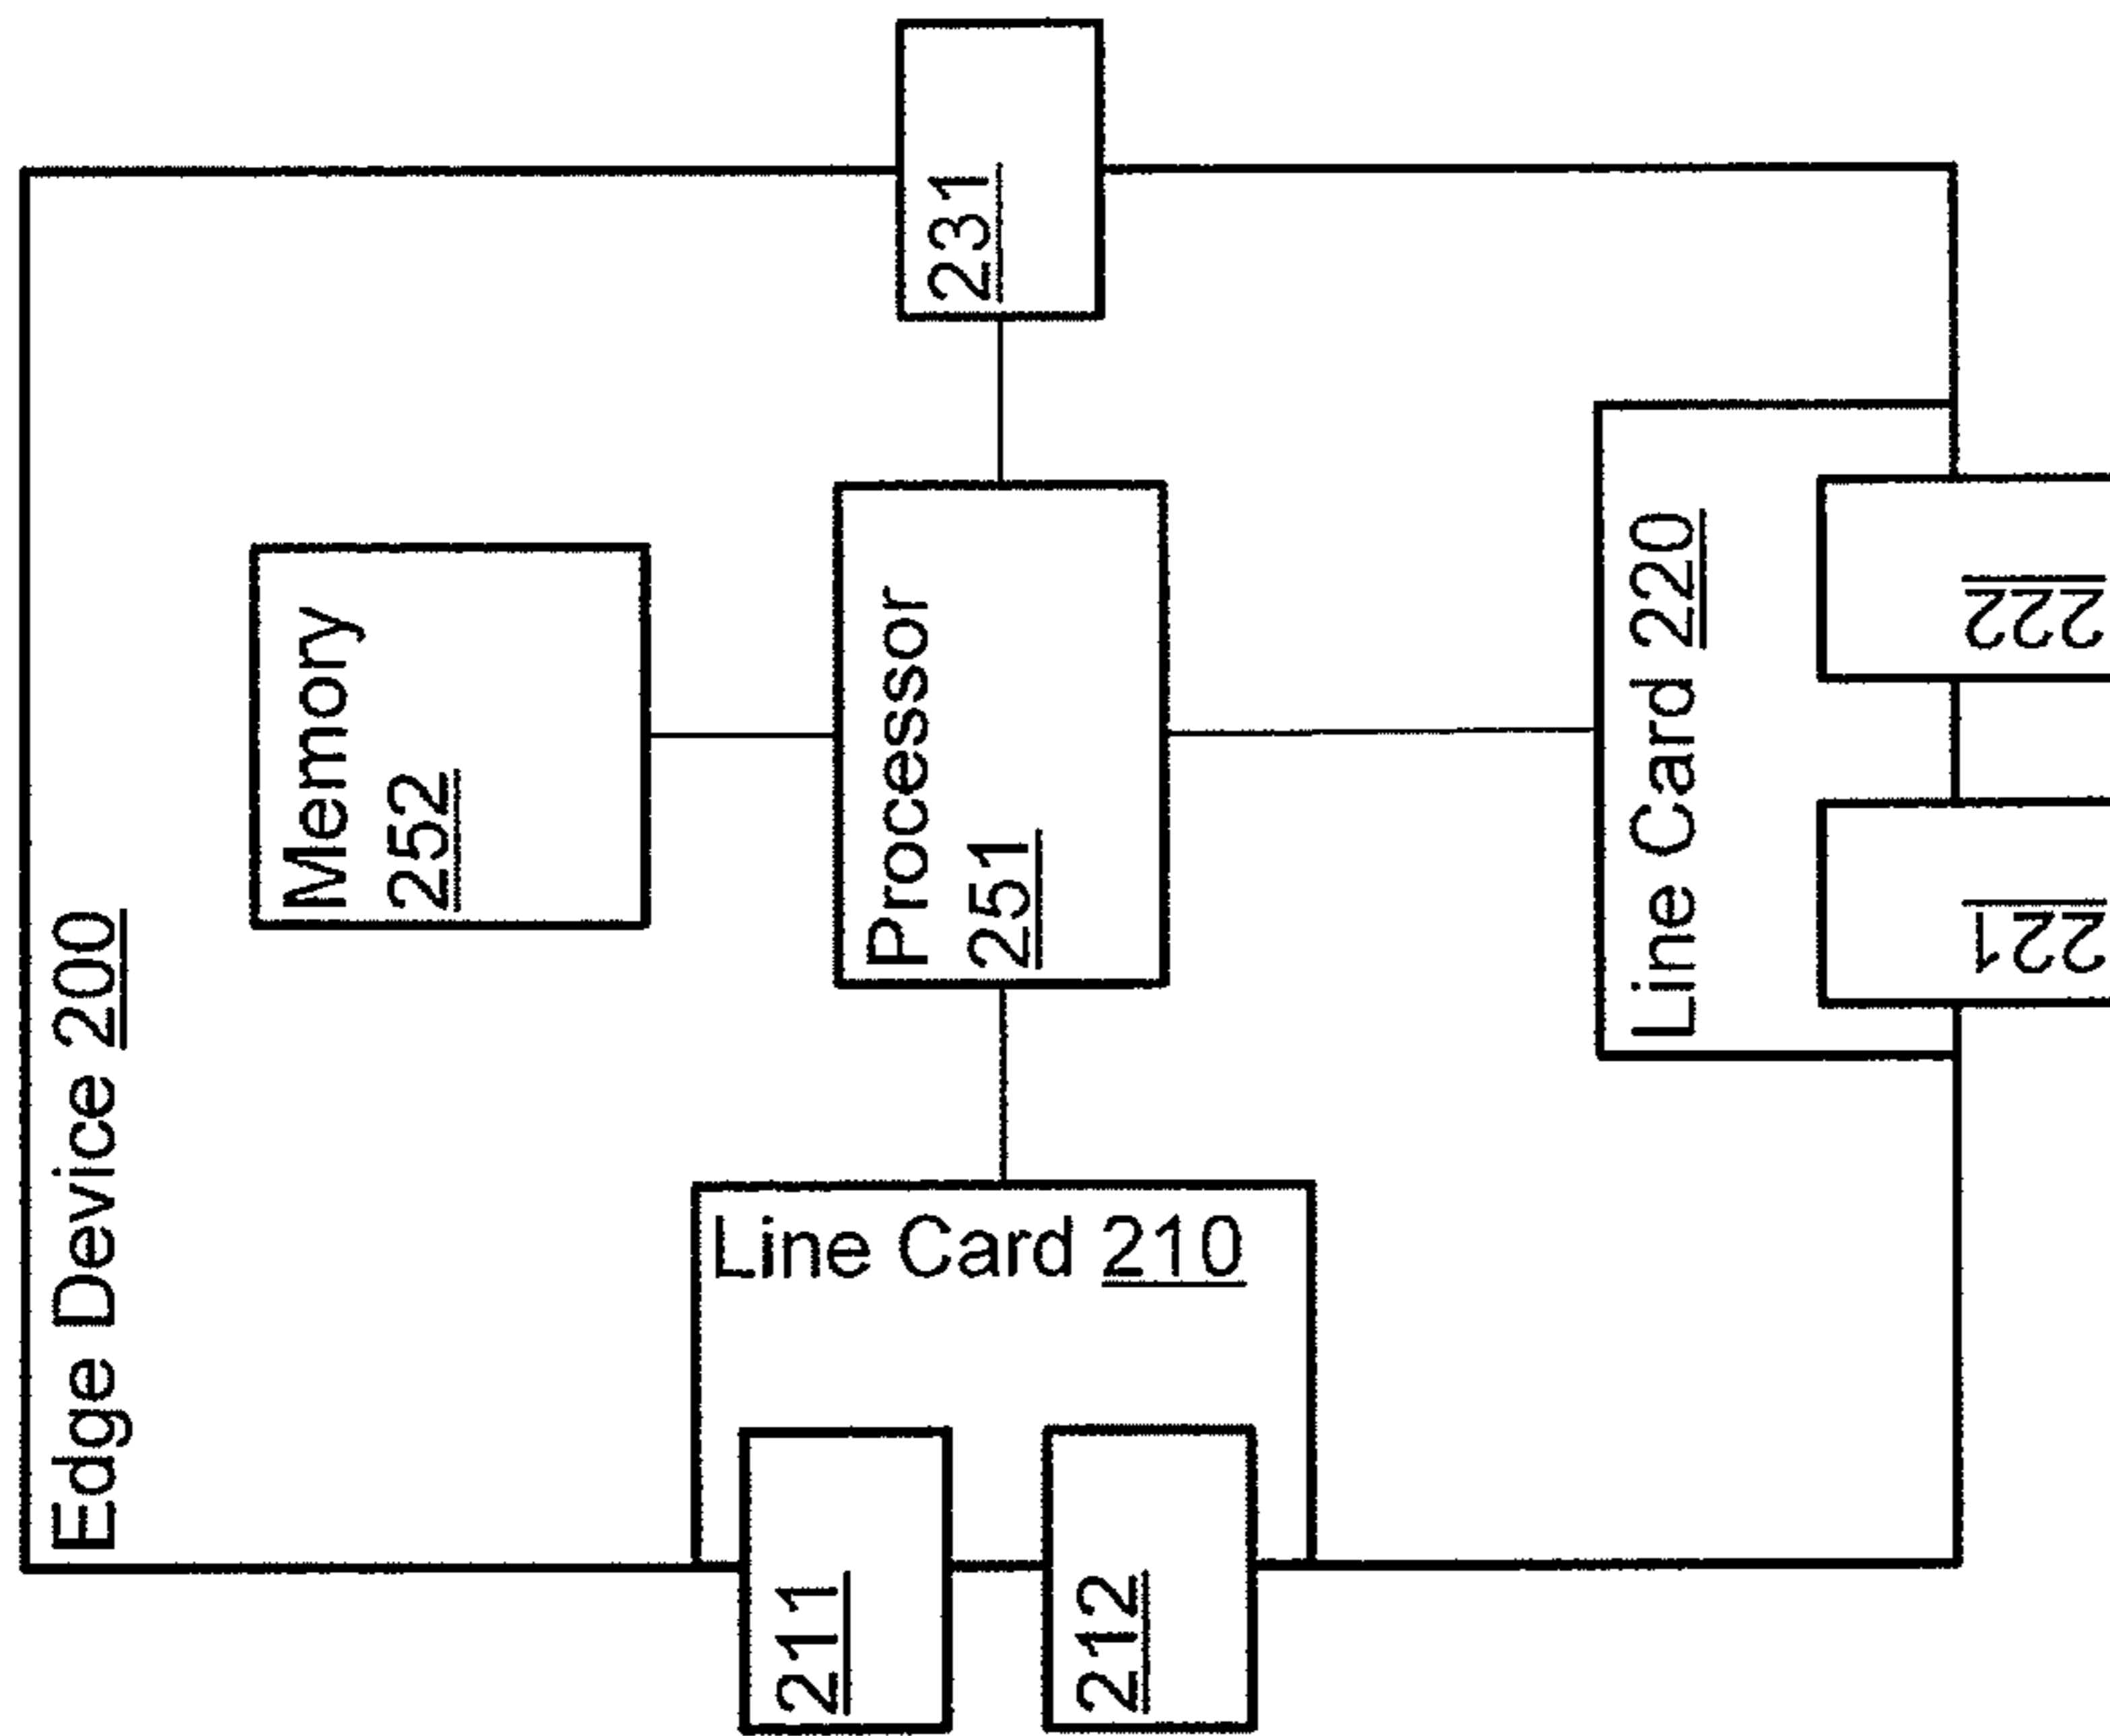 Edge Device 200
Memory
252
Processor
251
231
Line Card 210
211
212
Line Card 220
221
222